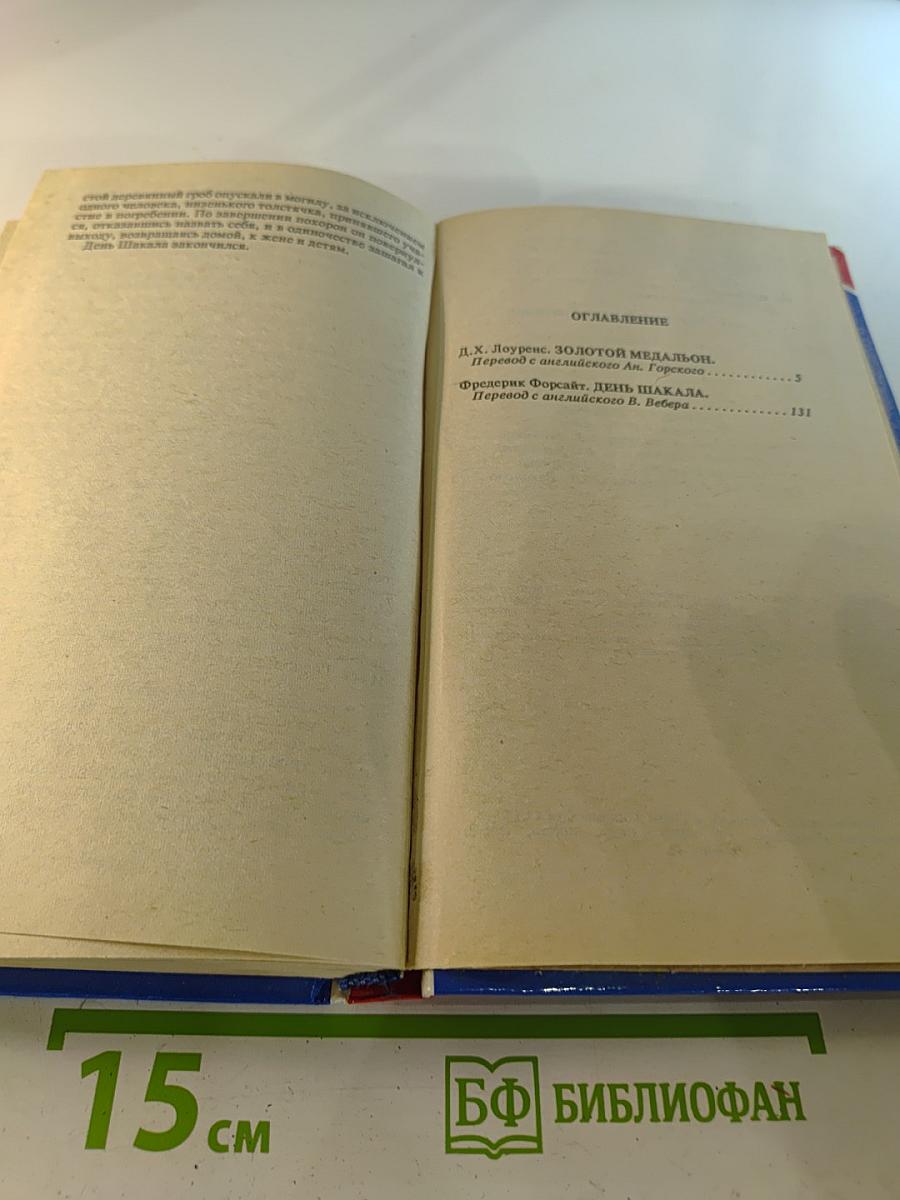 стой деревянный гроб опускали в могилу, за исключением
одного человека, низенького толстячка, принявшего уча-
стие в погребении. По завершении похорон он повернул-
ся, отказавшись назвать себя, и в одиночестве зашагал к
выходу, возвращаясь домой, к жене и детям.
День Шакала закончился.
ОГЛАВЛЕНИЕ
Д.Х. Лоуренс. ЗОЛОТОЙ МЕДАЛЬОН.
Перевод с английского Ан. Горского . . . . . . . . . . . . 5
Фредерик Форсайт. ДЕНЬ ШАКАЛА.
Перевод с английского В. Вебера . . . . . . . . . . . . . 131
15 см
БФ БИБЛИОФАН